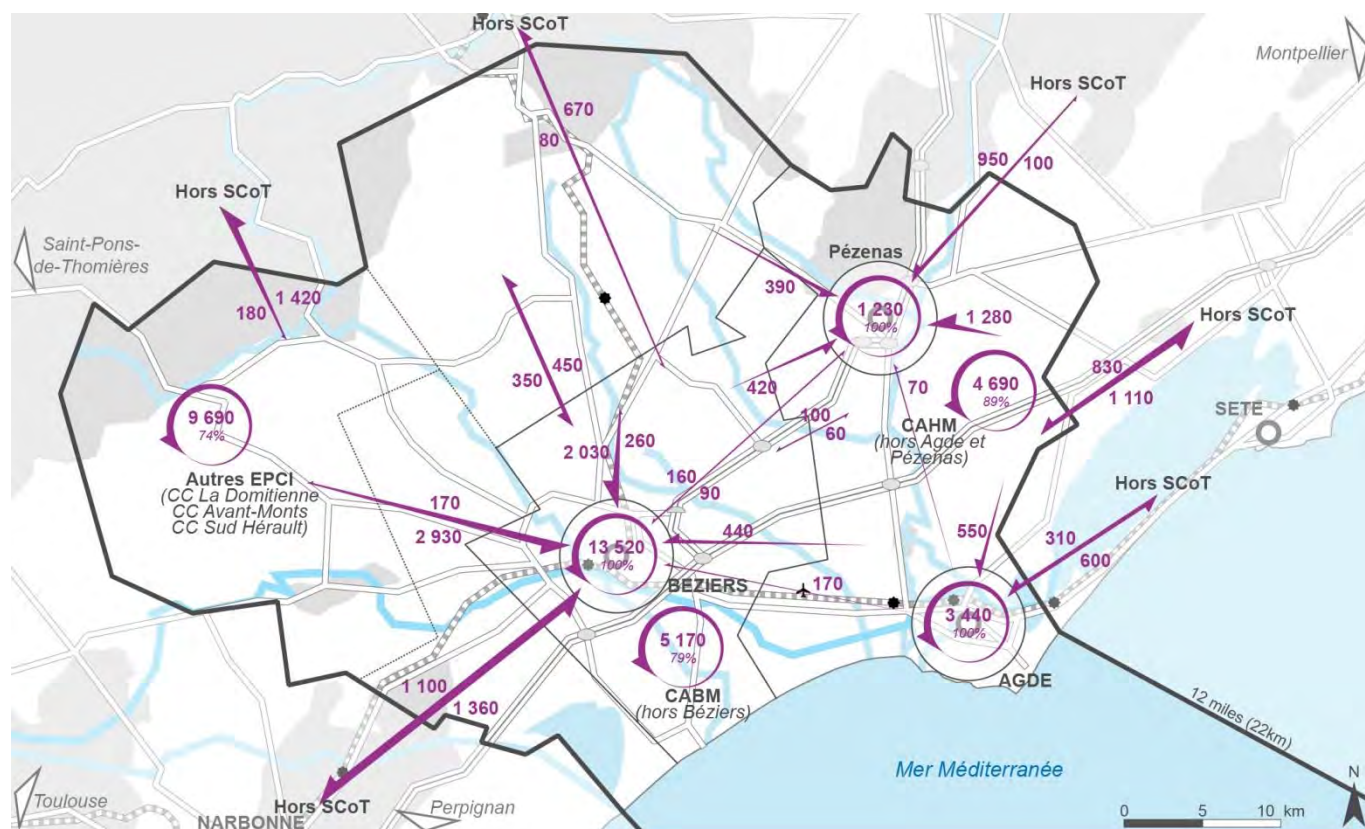 Hors SCoT
Montpellier
Hors SCoT
670
80
950
100
Hors SCoT
Saint-Pons-
de-Thomières
Pézenas
390
1 420
180
1 230
100%
1 280
Hors SCoT
830
1 110
450
350
420
70
4 690
89%
SETE
9 690
74%
100
60
CAHM
(hors Agde et
Pézenas)
2 030
260
Autres EPCI
(CC La Domitienne
CC Avant-Monts
CC Sud Hérault)
160
90
Hors SCoT
170
2 930
440
550
310
600
13 520
100%
BEZIERS
170
3 440
100%
5 170
79%
AGDE
CABM
(hors Béziers)
1 100
1 360
12 miles (22km)
Mer Méditerranée
N
Toulouse
Hors SCoT
NARBONNE
Perpignan
0 5 10 km